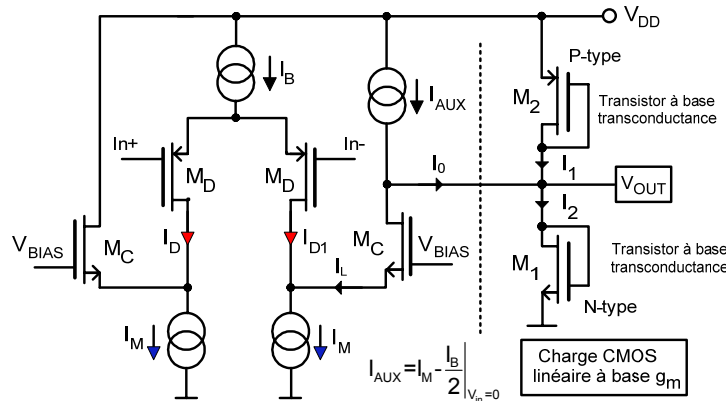 V_DD
I_B
I_AUX
P-type
M_2
Transistor à base
transconductance
In+
M_D
M_D
In-
I_0
I_1
V_OUT
I_2
V_BIAS
M_C
I_D
I_D1
M_C
V_BIAS
I_L
M_1
Transistor à base
transconductance
N-type
I_M
I_M
I_AUX = I_M - I_B/2 |V_in=0
Charge CMOS
linéaire à base g_m